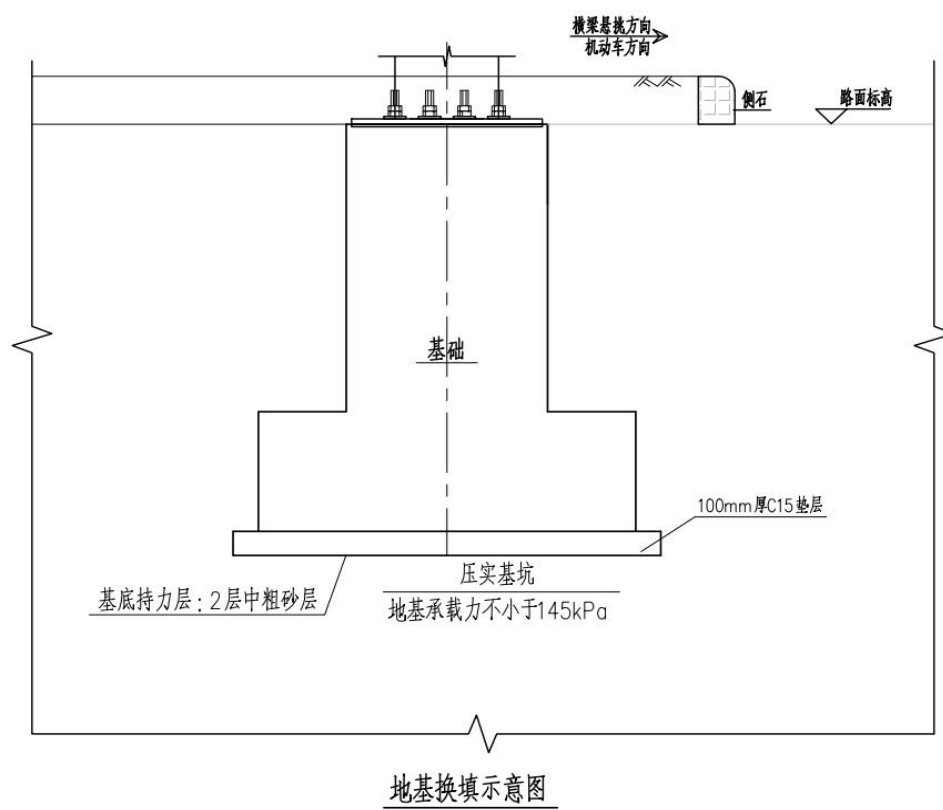 横梁悬挑方向
机动车方向
侧石
路面标高
基础
100mm厚C15垫层
压实基坑
基底持力层：2层中粗砂层
地基承载力不小于145kPa
地基换填示意图